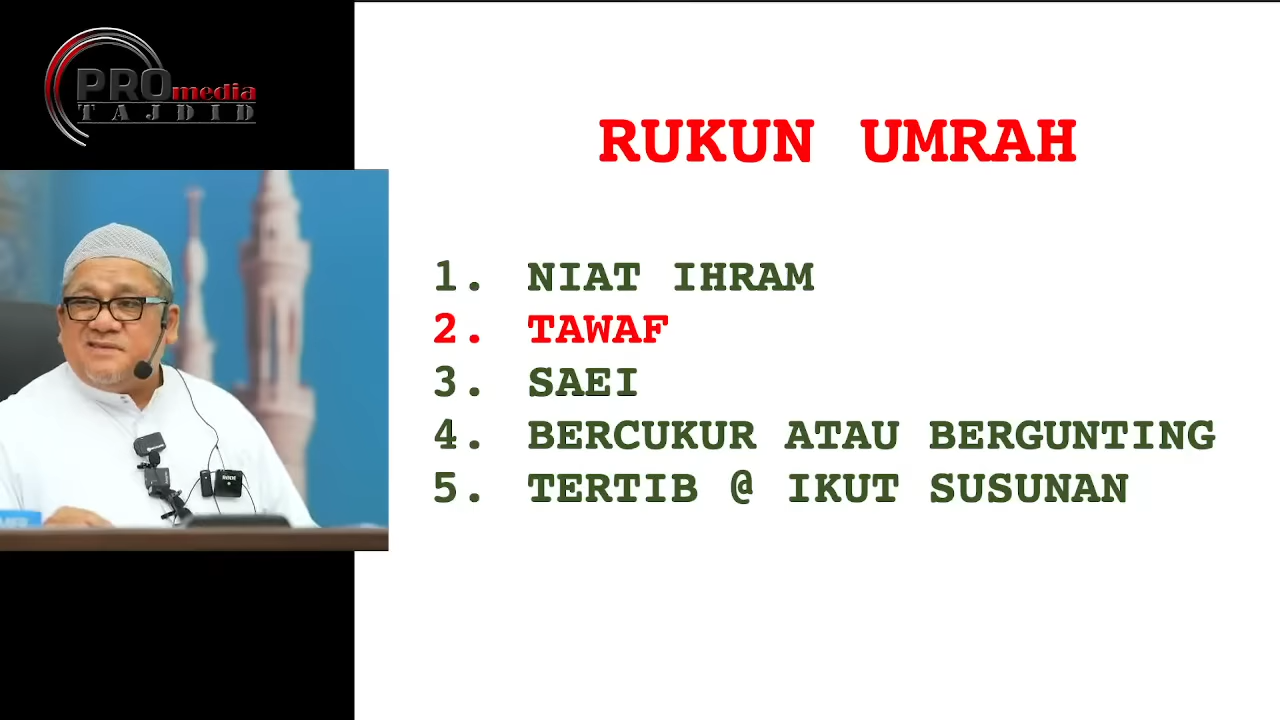 PROmedia
TAJDID
RUKUN UMRAH
1. NIAT IHRAM
2. TAWAF
3. SAEI
4. BERCUKUR ATAU BERGUNTING
5. TERTIB @ IKUT SUSUNAN
RODE